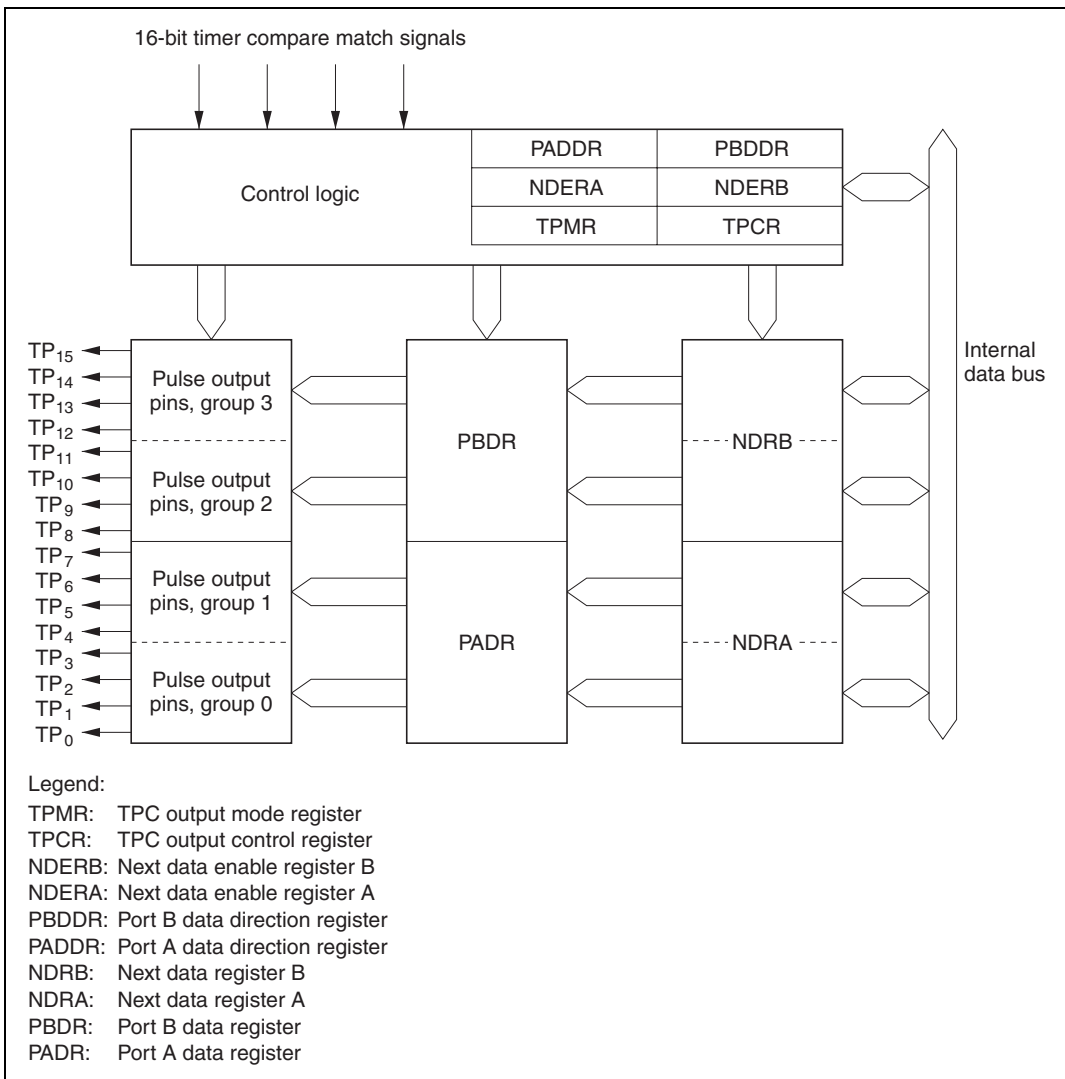 16-bit timer compare match signals
PADDR PBDDR
Control logic NDERA NDERB
TPMR TPCR
Internal
data bus
TP15
TP14
TP13
TP12
TP11
TP10
TP9
TP8
TP7
TP6
TP5
TP4
TP3
TP2
TP1
TP0
Pulse output
pins, group 3
Pulse output
pins, group 2
Pulse output
pins, group 1
Pulse output
pins, group 0
PBDR
PADR
NDRB
NDRA
Legend:
TPMR: TPC output mode register
TPCR: TPC output control register
NDERB: Next data enable register B
NDERA: Next data enable register A
PBDDR: Port B data direction register
PADDR: Port A data direction register
NDRB: Next data register B
NDRA: Next data register A
PBDR: Port B data register
PADR: Port A data register